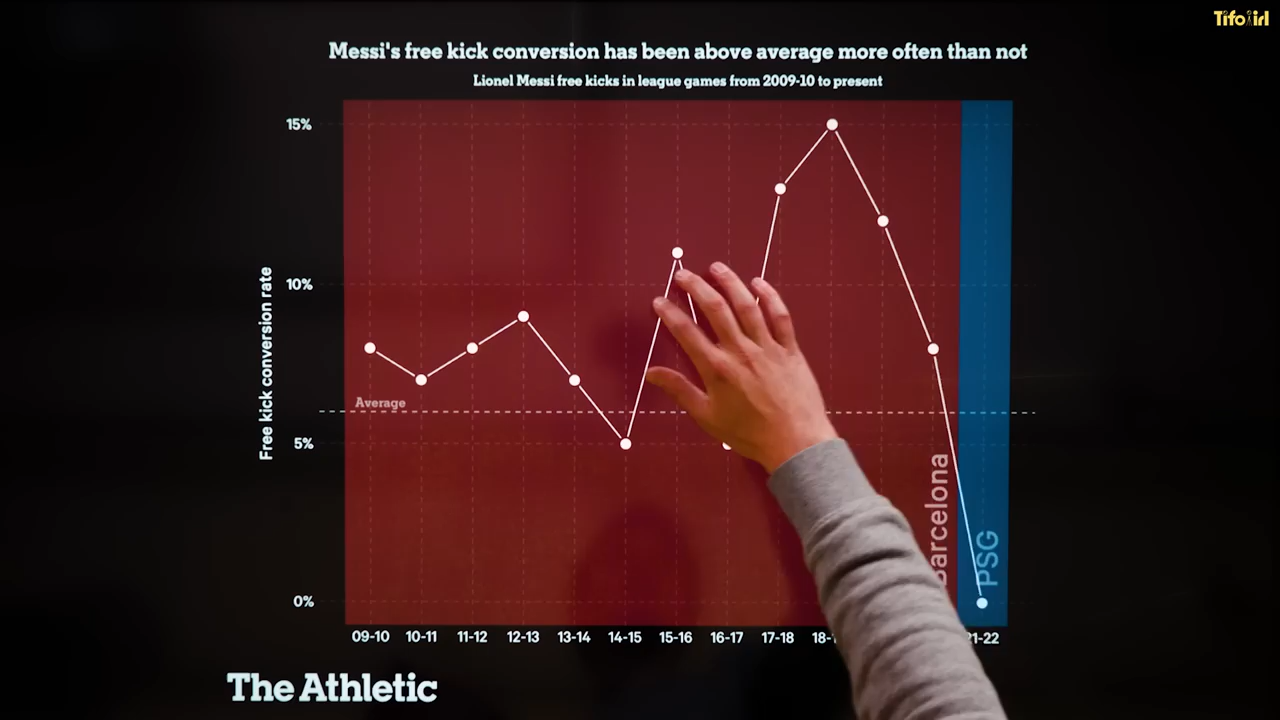 Tifo irl
Messi's free kick conversion has been above average more often than not
Lionel Messi free kicks in league games from 2009-10 to present
15%
10%
Free kick conversion rate
Average
5%
0%
Barcelona
PSG
09-10 10-11 11-12 12-13 13-14 14-15 15-16 16-17 17-18 18-1 21-22
The Athletic